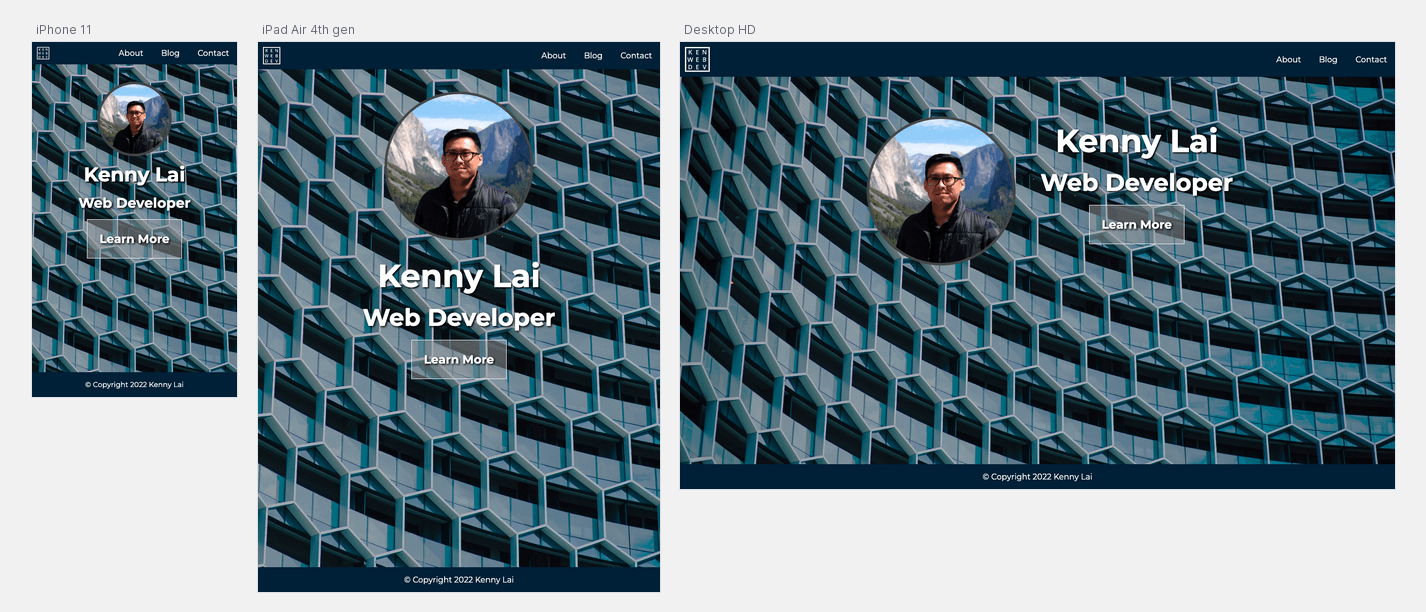 iPhone 11
About Blog Contact
Kenny Lai
Web Developer
Learn More
© Copyright 2022 Kenny Lai
iPad Air 4th gen
KEN
WEB
DEV
About Blog Contact
Kenny Lai
Web Developer
Learn More
© Copyright 2022 Kenny Lai
Desktop HD
KEN
WEB
DEV
About Blog Contact
Kenny Lai
Web Developer
Learn More
© Copyright 2022 Kenny Lai